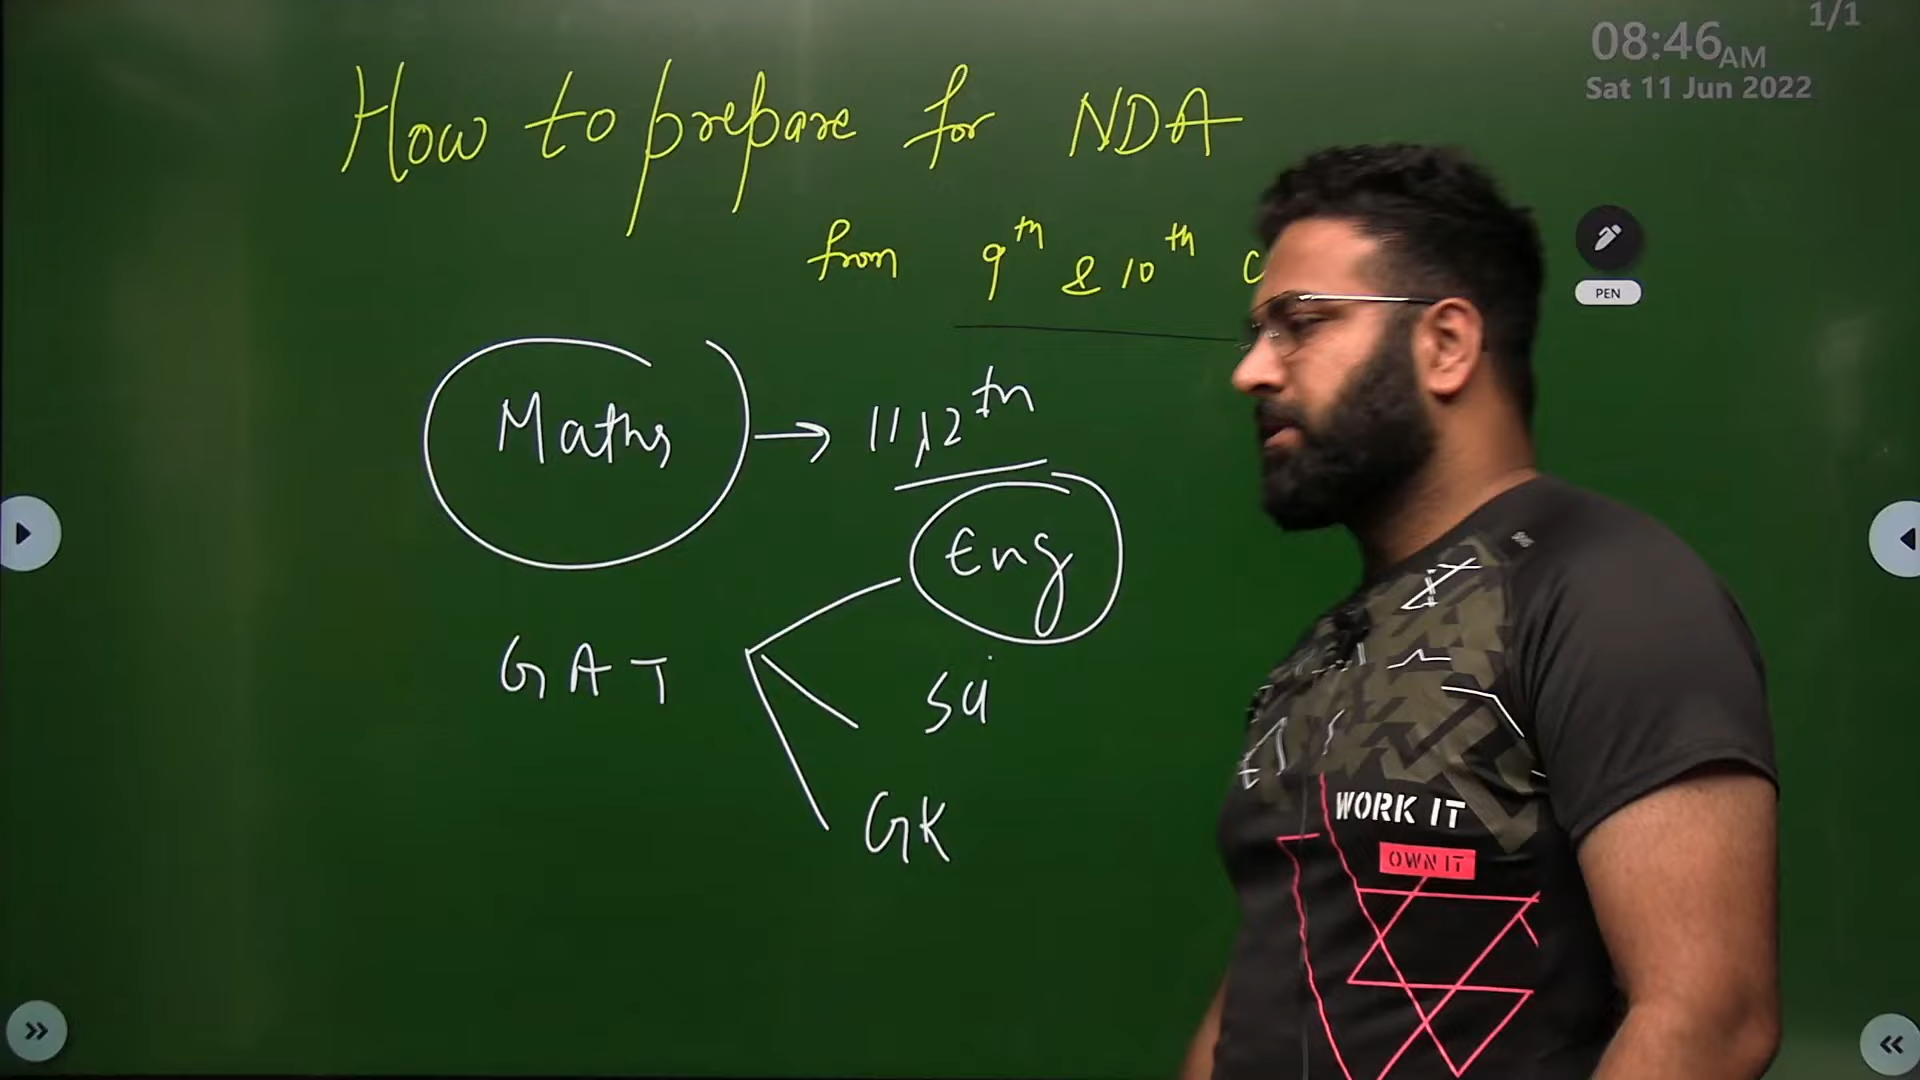 1/1
08:46AM
Sat 11 Jun 2022
How to prepare for NDA
from 9th & 10th
PEN
Maths → 11,12th
Eng
GAT
Sci
GK
WORK IT
OWN IT